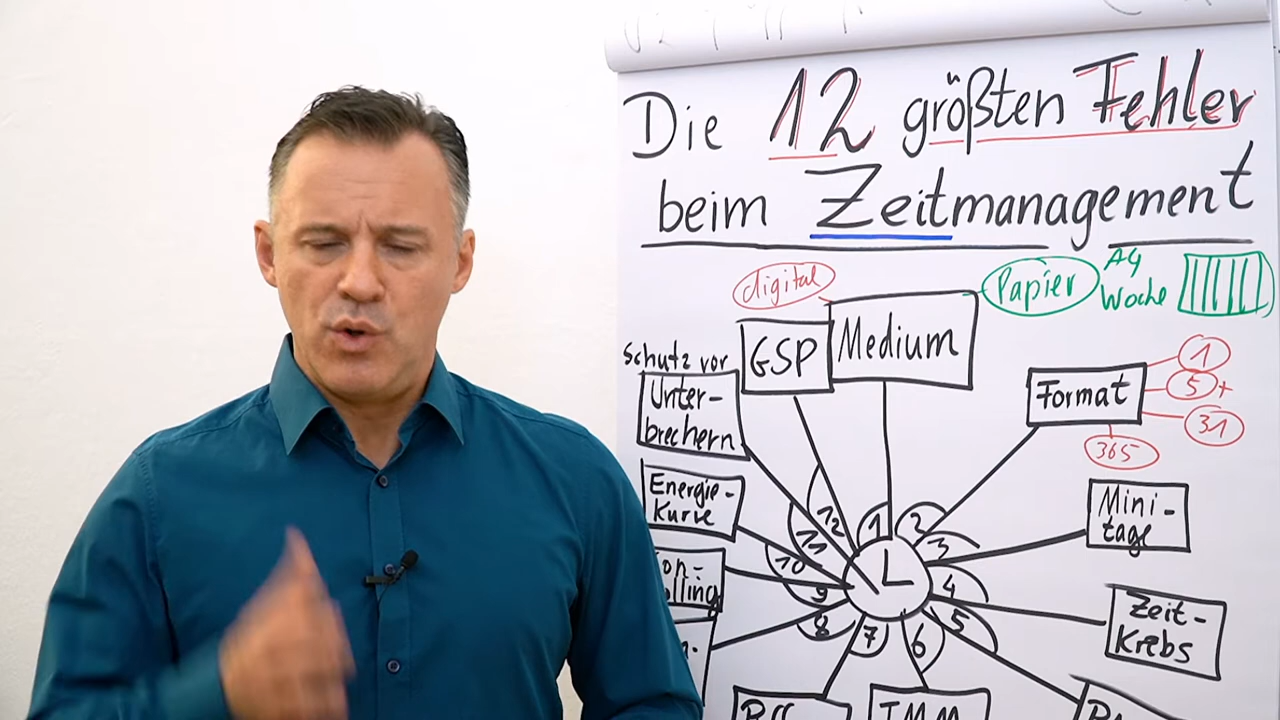 Die 12 größten Fehler
beim Zeitmanagement
digital
Papier
A4
Woche
Medium
GSP
Schutz vor
Unter-
brechern
Format
1
5+
31
365
Energie-
Kurve
Mini-
tage
Zeit-
Krebs
1
2
3
4
5
6
7
8
9
10
11
12